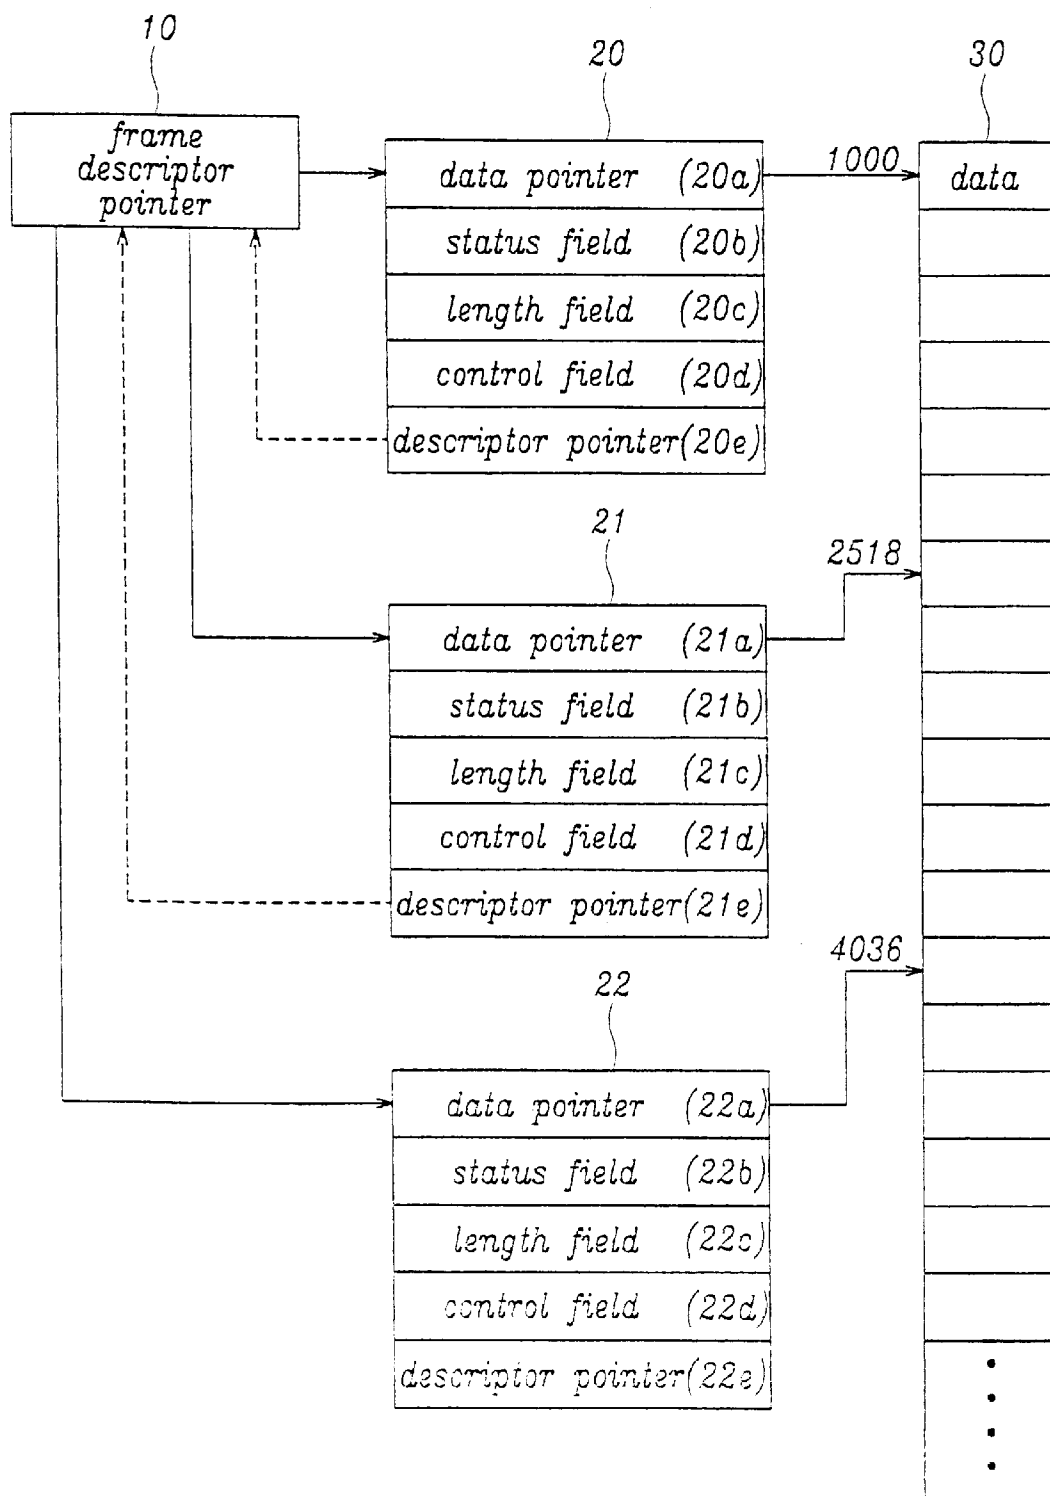 10
frame
descriptor
pointer
20
data pointer (20a)
status field (20b)
length field (20c)
control field (20d)
descriptor pointer(20e)
1000
30
data
21
data pointer (21a)
status field (21b)
length field (21c)
control field (21d)
descriptor pointer(21e)
2518
22
data pointer (22a)
status field (22b)
length field (22c)
control field (22d)
descriptor pointer(22e)
4036